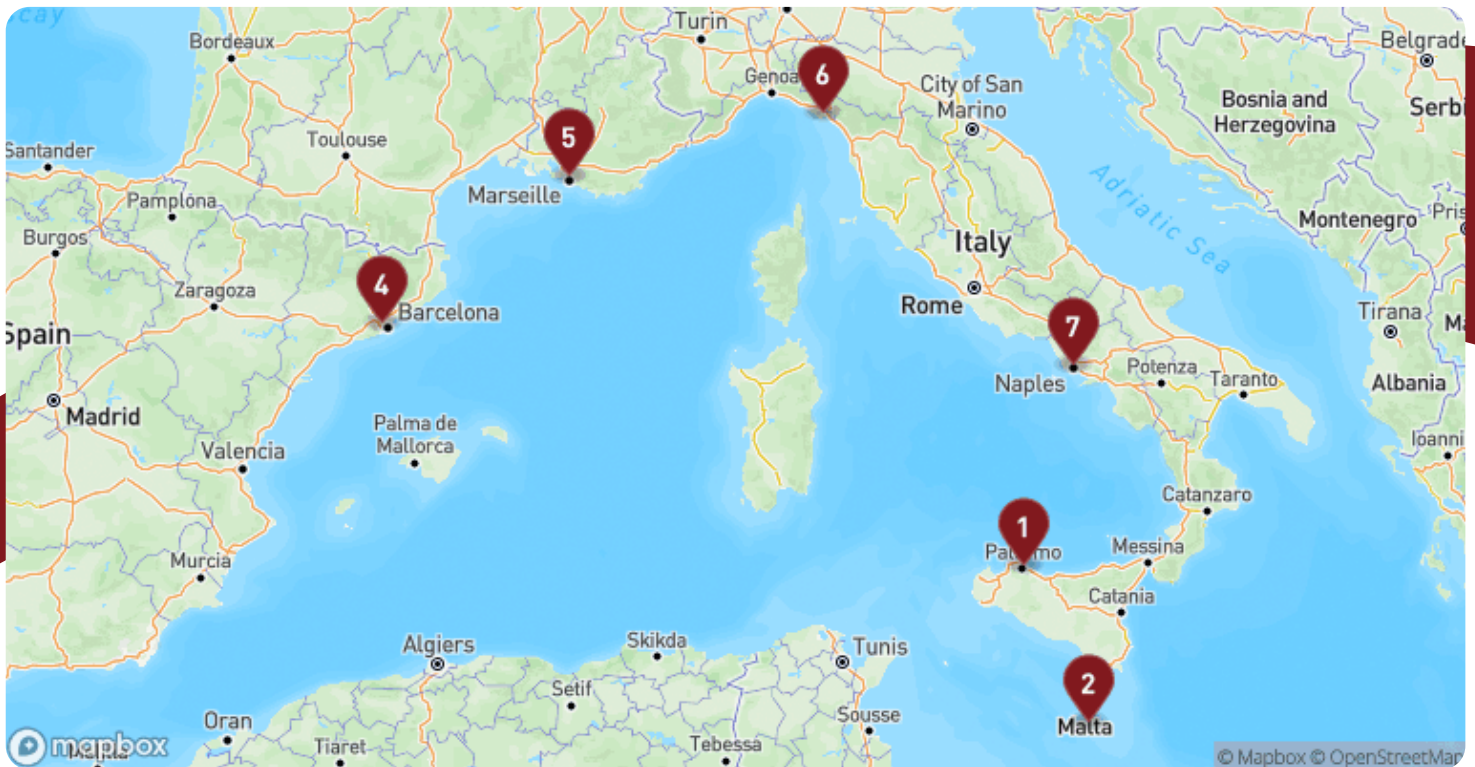 cay
Turin
Bordeaux
Belgrade
Genoa
6
City of San
Marino
Bosnia and
Herzegovina
Serbi
5
Toulouse
Santander
Marseille
Adriatic Sea
Pamplona
Montenegro
Pris
Burgos
Italy
4
Zaragoza
Barcelona
Rome
7
Tirana
Ma
Spain
Naples
Potenza
Taranto
Albania
Madrid
Palma de
Mallorca
Ioanni
Valencia
Catanzaro
1
Palermo
Messina
Murcia
Catania
Algiers
Skikda
Tunis
2
Setif
Malta
Oran
Sousse
mapbox
Tiaret
Tebessa
© Mapbox © OpenStreetMap